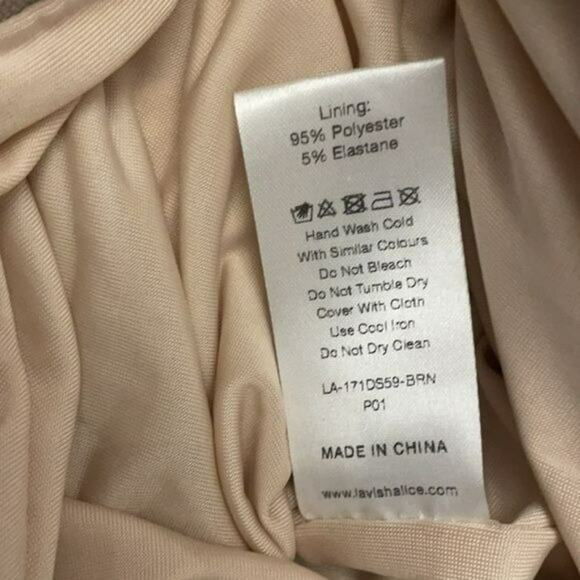 Lining:
95% Polyester
5% Elastane
Hand Wash Cold
With Similar Colours
Do Not Bleach
Do Not Tumble Dry
Cover With Cloth
Use Cool Iron
Do Not Dry Clean
LA-171DS59-BRN
P01
MADE IN CHINA
www.lavishalice.com